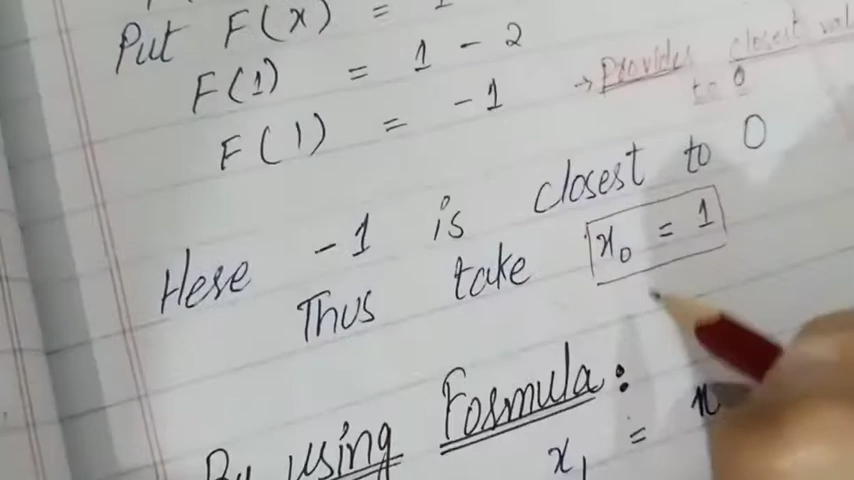 Put F(x) =
F(1) = 1 - 2
F(1) = -1 → Provides closest
to 0
Here -1 is closest to 0
Thus take x₀ = 1
By using Formula:
x₁ =